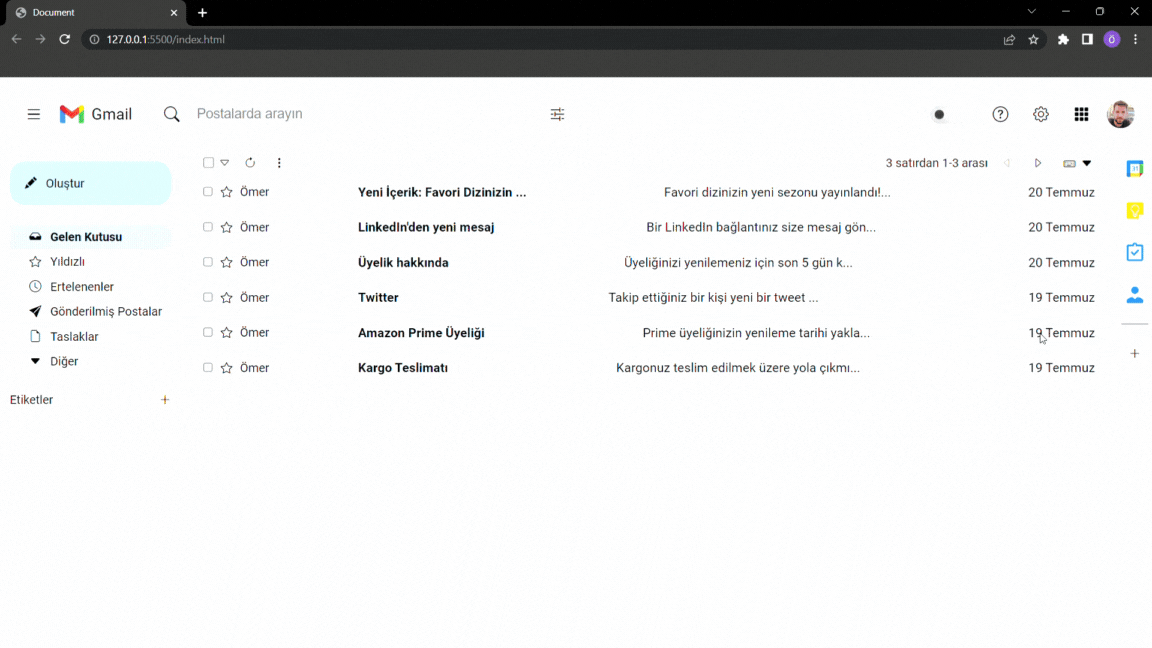 Document
127.0.0.1:5500/index.html
Gmail
Postalarda arayın
3 satırdan 1-3 arası
Oluştur
Ömer Yeni İçerik: Favori Dizinizin ... Favori dizinizin yeni sezonu yayınlandı!... 20 Temmuz
Ömer LinkedIn'den yeni mesaj Bir LinkedIn bağlantınız size mesaj gön... 20 Temmuz
Ömer Üyelik hakkında Üyeliğinizi yenilemeniz için son 5 gün k... 20 Temmuz
Ömer Twitter Takip ettiğiniz bir kişi yeni bir tweet ... 19 Temmuz
Ömer Amazon Prime Üyeliği Prime üyeliğinizin yenileme tarihi yakla... 19 Temmuz
Ömer Kargo Teslimatı Kargonuz teslim edilmek üzere yola çıkmı... 19 Temmuz
Gelen Kutusu
Yıldızlı
Ertelenenler
Gönderilmiş Postalar
Taslaklar
Diğer
Etiketler +
31
Ö